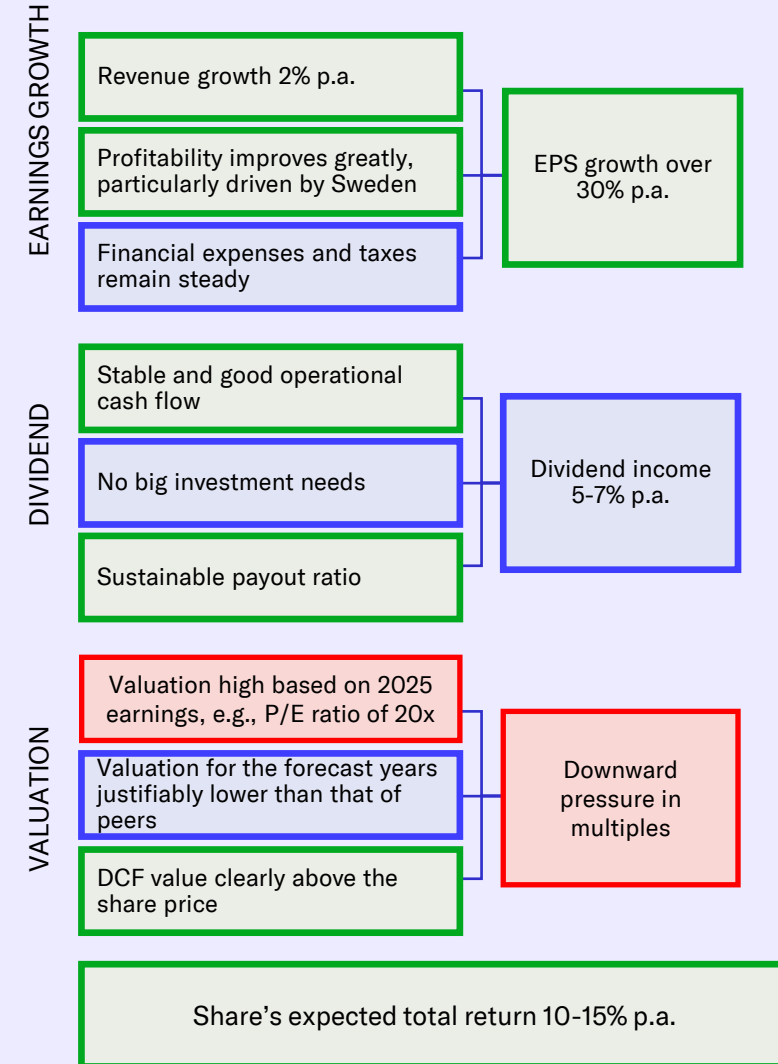 EARNINGS GROWTH
Revenue growth 2% p.a.
Profitability improves greatly,
particularly driven by Sweden
Financial expenses and taxes
remain steady
EPS growth over
30% p.a.
DIVIDEND
Stable and good operational
cash flow
No big investment needs
Sustainable payout ratio
Dividend income
5-7% p.a.
VALUATION
Valuation high based on 2025
earnings, e.g., P/E ratio of 20x
Valuation for the forecast years
justifiably lower than that of
peers
DCF value clearly above the
share price
Downward
pressure in
multiples
Share's expected total return 10-15% p.a.